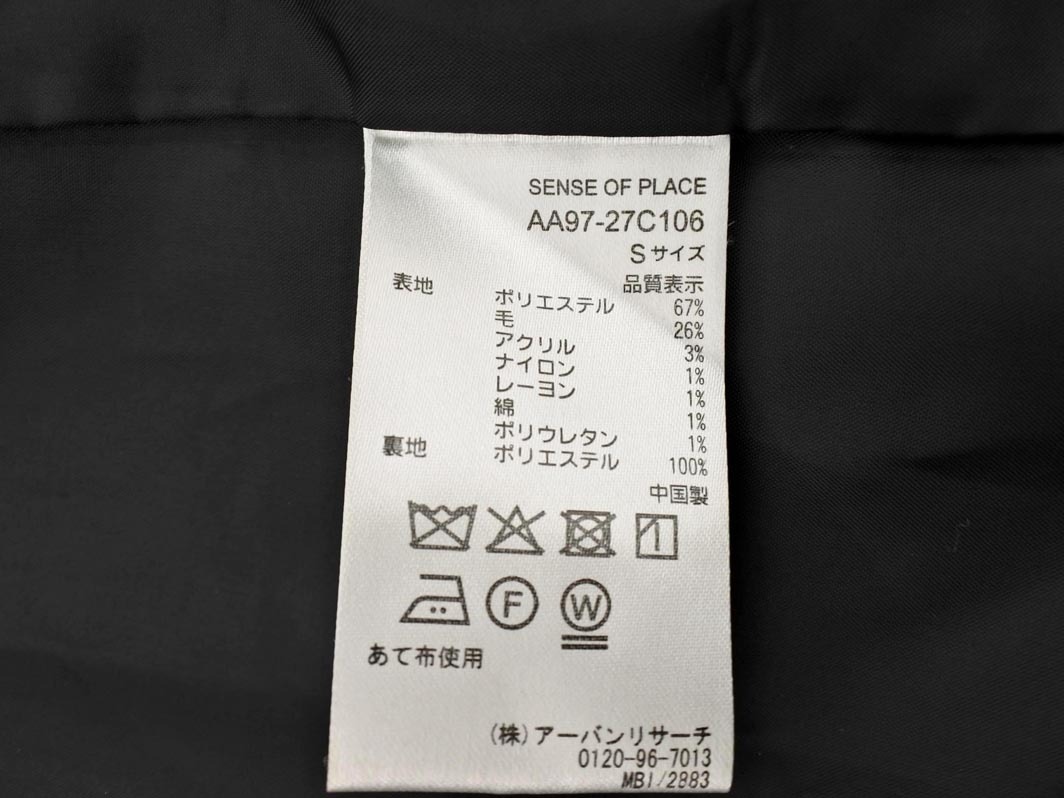 SENSE OF PLACE
AA97-27C106
Sサイズ
品質表示
表地 ポリエステル 67%
毛 26%
アクリル 3%
ナイロン 1%
レーヨン 1%
綿 1%
ポリウレタン 1%
裏地 ポリエステル 100%
中国製
F W
あて布使用
(株)アーバンリサーチ
0120-96-7013
MBI/2883